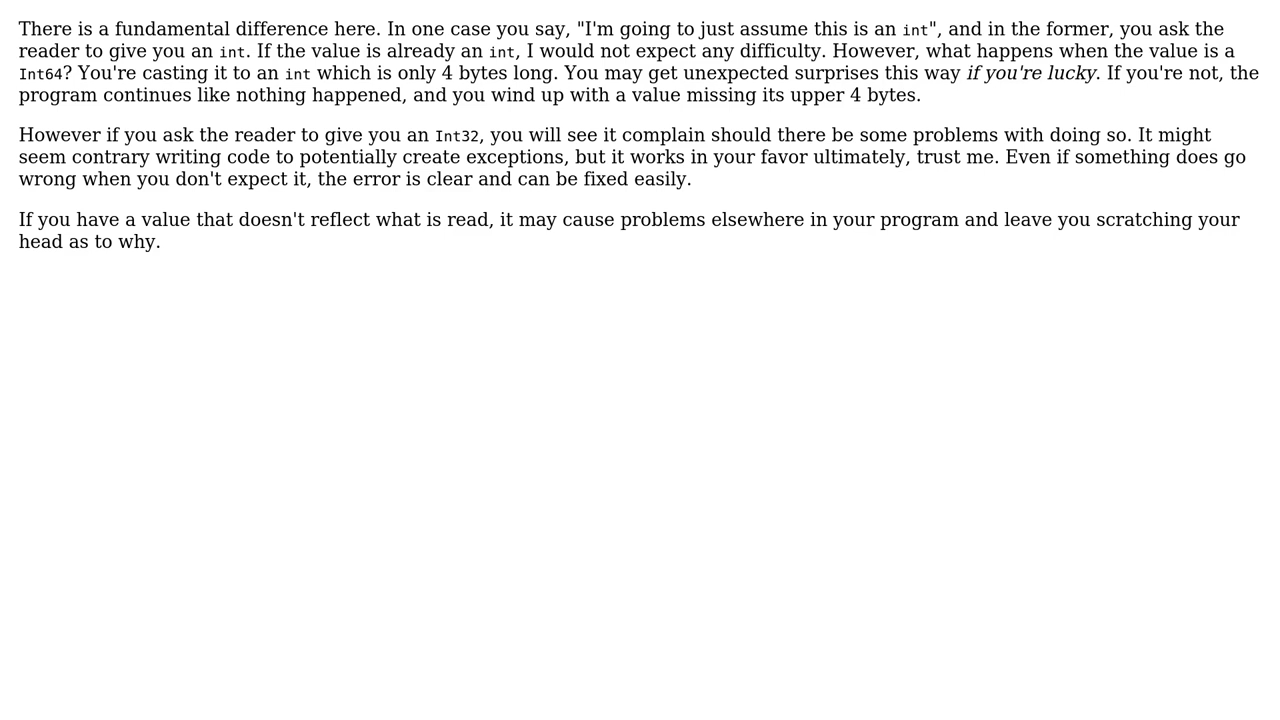 There is a fundamental difference here. In one case you say, "I'm going to just assume this is an int", and in the former, you ask the
reader to give you an int. If the value is already an int, I would not expect any difficulty. However, what happens when the value is a
Int64? You're casting it to an int which is only 4 bytes long. You may get unexpected surprises this way if you're lucky. If you're not, the
program continues like nothing happened, and you wind up with a value missing its upper 4 bytes.
However if you ask the reader to give you an Int32, you will see it complain should there be some problems with doing so. It might
seem contrary writing code to potentially create exceptions, but it works in your favor ultimately, trust me. Even if something does go
wrong when you don't expect it, the error is clear and can be fixed easily.
If you have a value that doesn't reflect what is read, it may cause problems elsewhere in your program and leave you scratching your
head as to why.